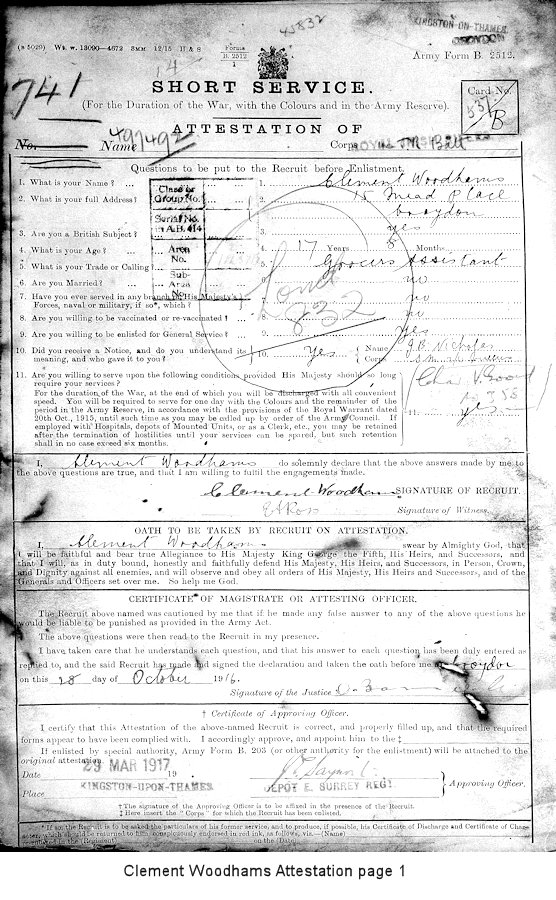 45832
KINGSTON-ON-THAMES
CROYDON
(B 5029) Wt. w. 13090—4672 3MM 12/15 H & S
Forms
B. 2512
1
Army Form B. 2512.
14
741
SHORT SERVICE.
Card No.
(For the Duration of the War, with the Colours and in the Army Reserve).
B
ATTESTATION OF
No. Name 491492 Corps
Questions to be put to the Recruit before Enlistment.
1. What is your Name? ... 1. Clement Woodhams
2. What is your full Address? 2. 15 Mead Place
Croydon
Class or
Group No.
Serial No.
in A.B. 414
3. Are you a British Subject? 3. yes
4. What is your Age? ... 4. 17 Years 8 Months
Area
No.
5. What is your Trade or Calling? 5. Grocers Assistant
Sub-
Area
No.
6. Are you Married? 6. no
7. Have you ever served in any branch of His Majesty's 7. no
Forces, naval or military, if so, which?
832
8. Are you willing to be vaccinated or re-vaccinated? 8.
9. Are you willing to be enlisted for General Service? 9. Yes
10. Did you receive a Notice, and do you understand its 10. Yes Name J.B. Nicholas
meaning, and who gave it to you? Corps
11. Are you willing to serve upon the following conditions provided His Majesty should so long
require your services?
For the duration of the War, at the end of which you will be discharged with all convenient
speed. You will be required to serve for one day with the Colours and the remainder of the
period in the Army Reserve, in accordance with the provisions of the Royal Warrant dated
20th Oct., 1915, until such time as you may be called up by order of the Army Council. If
employed with Hospitals, depots of Mounted Units, or as a Clerk, etc., you may be retained
after the termination of hostilities until your services can be spared, but such retention
shall in no case exceed six months.
11. yes
I, Clement Woodhams do solemnly declare that the above answers made by me to
the above questions are true, and that I am willing to fulfil the engagements made.
Clement Woodhams SIGNATURE OF RECRUIT.
E A Ross Signature of Witness.
OATH TO BE TAKEN BY RECRUIT ON ATTESTATION.
I, Clement Woodham swear by Almighty God, that
I will be faithful and bear true Allegiance to His Majesty King George the Fifth, His Heirs, and Successors, and
that I will, as in duty bound, honestly and faithfully defend His Majesty, His Heirs, and Successors, in Person, Crown,
and Dignity against all enemies, and will observe and obey all orders of His Majesty, His Heirs and Successors, and of the
Generals and Officers set over me. So help me God.
CERTIFICATE OF MAGISTRATE OR ATTESTING OFFICER.
The Recruit above named was cautioned by me that if he made any false answer to any of the above questions he
would be liable to be punished as provided in the Army Act.
The above questions were then read to the Recruit in my presence.
I have taken care that he understands each question, and that his answer to each question has been duly entered as
replied to, and the said Recruit has made and signed the declaration and taken the oath before me at Croydon
on this 28 day of October 1916.
Signature of the Justice
† Certificate of Approving Officer.
I certify that this Attestation of the above-named Recruit is correct, and properly filled up, and that the required
forms appear to have been complied with. I accordingly approve, and appoint him to the ‡
If enlisted by special authority, Army Form B. 203 (or other authority for the enlistment) will be attached to the
original attestation.
Date 29 MAR 1917 19
Place KINGSTON-UPON-THAMES DEPOT E. SURREY REGT. Approving Officer.
† The signature of the Approving Officer is to be affixed in the presence of the Recruit.
‡ Here insert the "Corps" for which the Recruit has been enlisted.
* If so, the Recruit is to be asked the particulars of his former service, and to produce, if possible, his Certificate of Discharge and Certificate of
which should be returned to him conspicuously endorsed in red ink, as follows, viz.—(Name)
on the (Date)
Clement Woodhams Attestation page 1